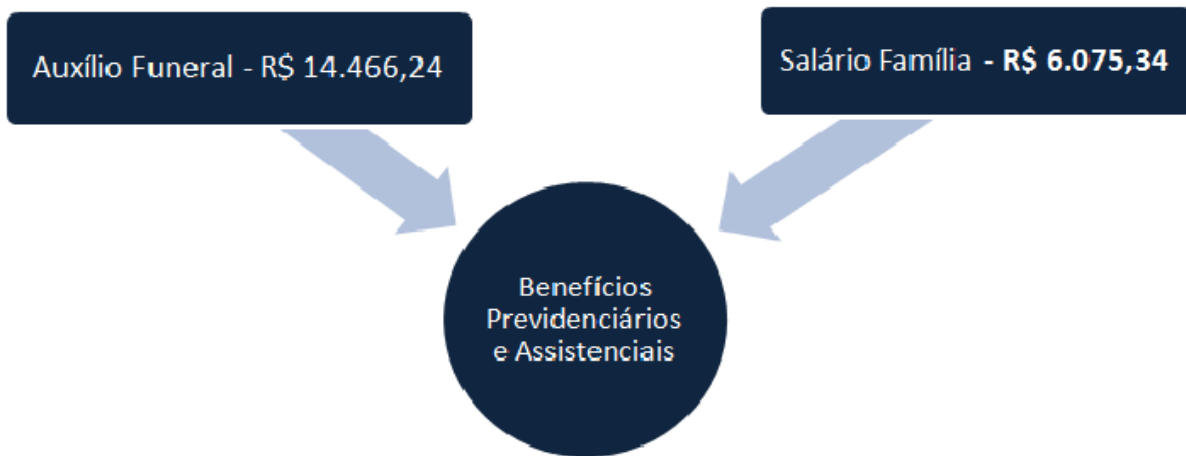 Auxílio Funeral - R$ 14.466,24
Salário Família - R$ 6.075,34
Benefícios
Previdenciários
e Assistenciais